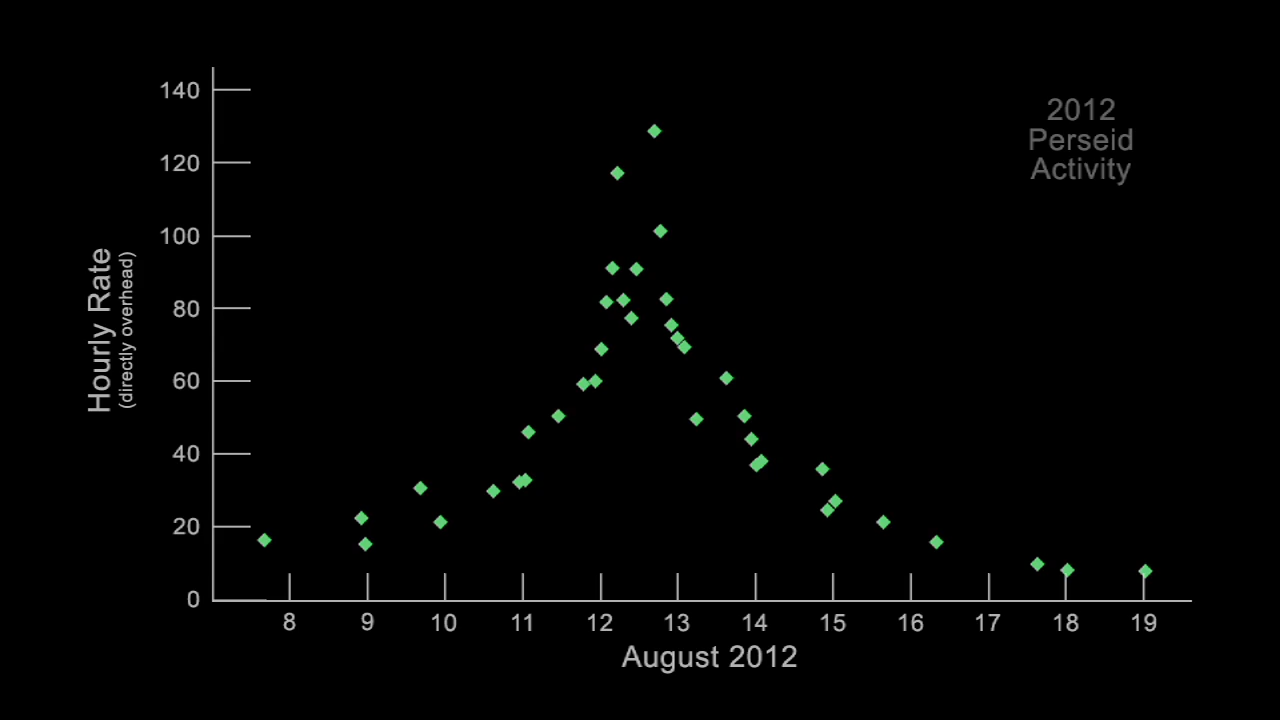 2012
Perseid
Activity
140
120
100
80
60
40
20
0
Hourly Rate
(directly overhead)
8 9 10 11 12 13 14 15 16 17 18 19
August 2012